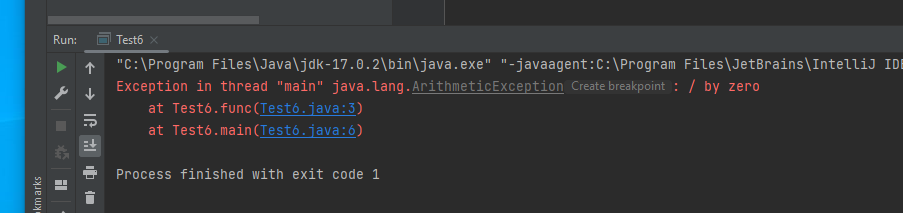 Run: Test6
"C:\Program Files\Java\jdk-17.0.2\bin\java.exe" "-javaagent:C:\Program Files\JetBrains\IntelliJ IDE
Exception in thread "main" java.lang.ArithmeticException Create breakpoint : / by zero
at Test6.func(Test6.java:3)
at Test6.main(Test6.java:6)
Process finished with exit code 1
okmarks